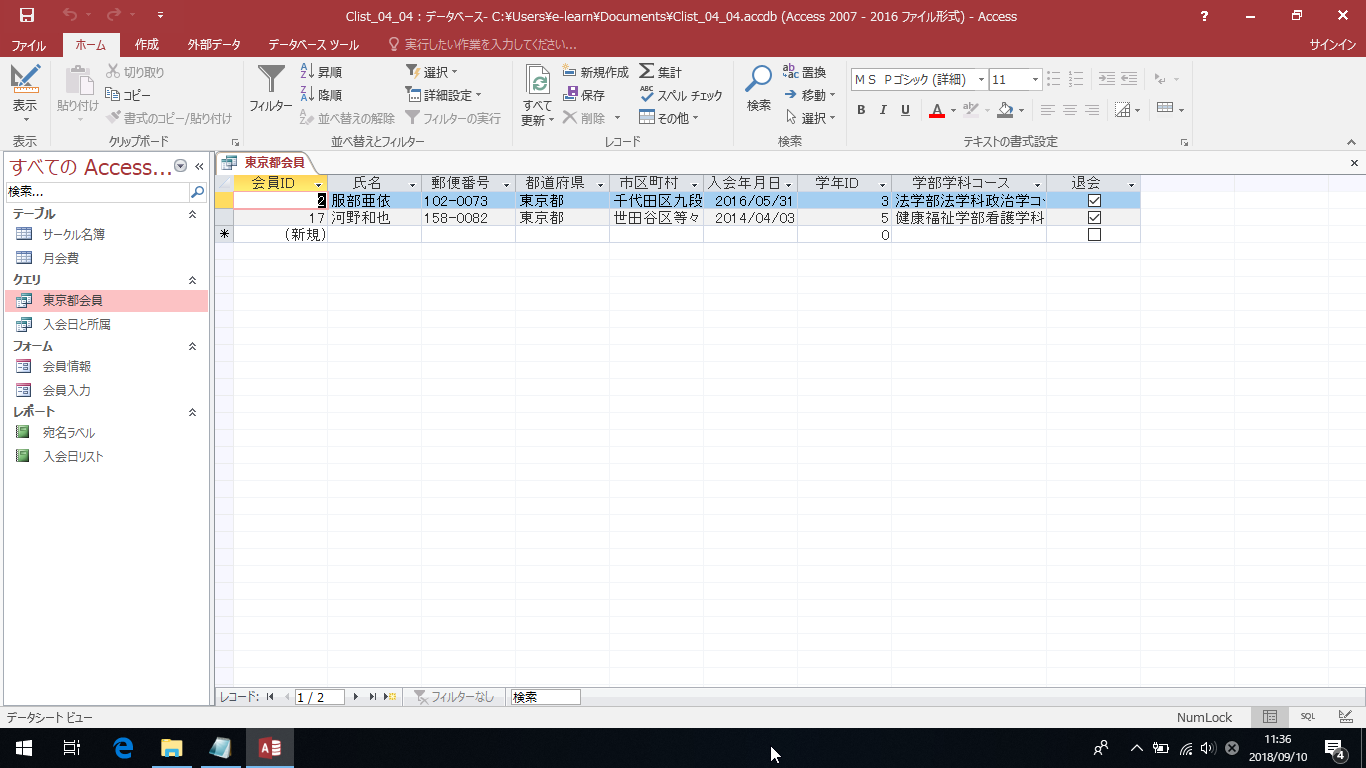 Clist_04_04 : データベース- C:¥Users¥e-learn¥Documents¥Clist_04_04.accdb (Access 2007 - 2016 ファイル形式) - Access
?
ファイル ホーム 作成 外部データ データベース ツール 実行したい作業を入力してください... サインイン
表示
貼り付け
切り取り
コピー
書式のコピー/貼り付け
フィルター
昇順
降順
並べ替えの解除
選択
詳細設定
フィルターの実行
すべて
更新
新規作成
保存
削除
集計
スペル チェック
その他
検索
置換
移動
選択
MS Pゴシック (詳細) 11
B I U A
表示 クリップボード 並べ替えとフィルター レコード 検索 テキストの書式設定
すべての Access...
検索...
テーブル
サークル名簿
月会費
クエリ
東京都会員
入会日と所属
フォーム
会員情報
会員入力
レポート
宛名ラベル
入会日リスト
東京都会員
会員ID 氏名 郵便番号 都道府県 市区町村 入会年月日 学年ID 学部学科コース 退会
2 服部亜依 102-0073 東京都 千代田区九段 2016/05/31 3 法学部法学科政治学コー
17 河野和也 158-0082 東京都 世田谷区等々 2014/04/03 5 健康福祉学部看護学科
* (新規) 0
レコード: 1 / 2 フィルターなし 検索
データシート ビュー NumLock SQL
11:36
2018/09/10
4